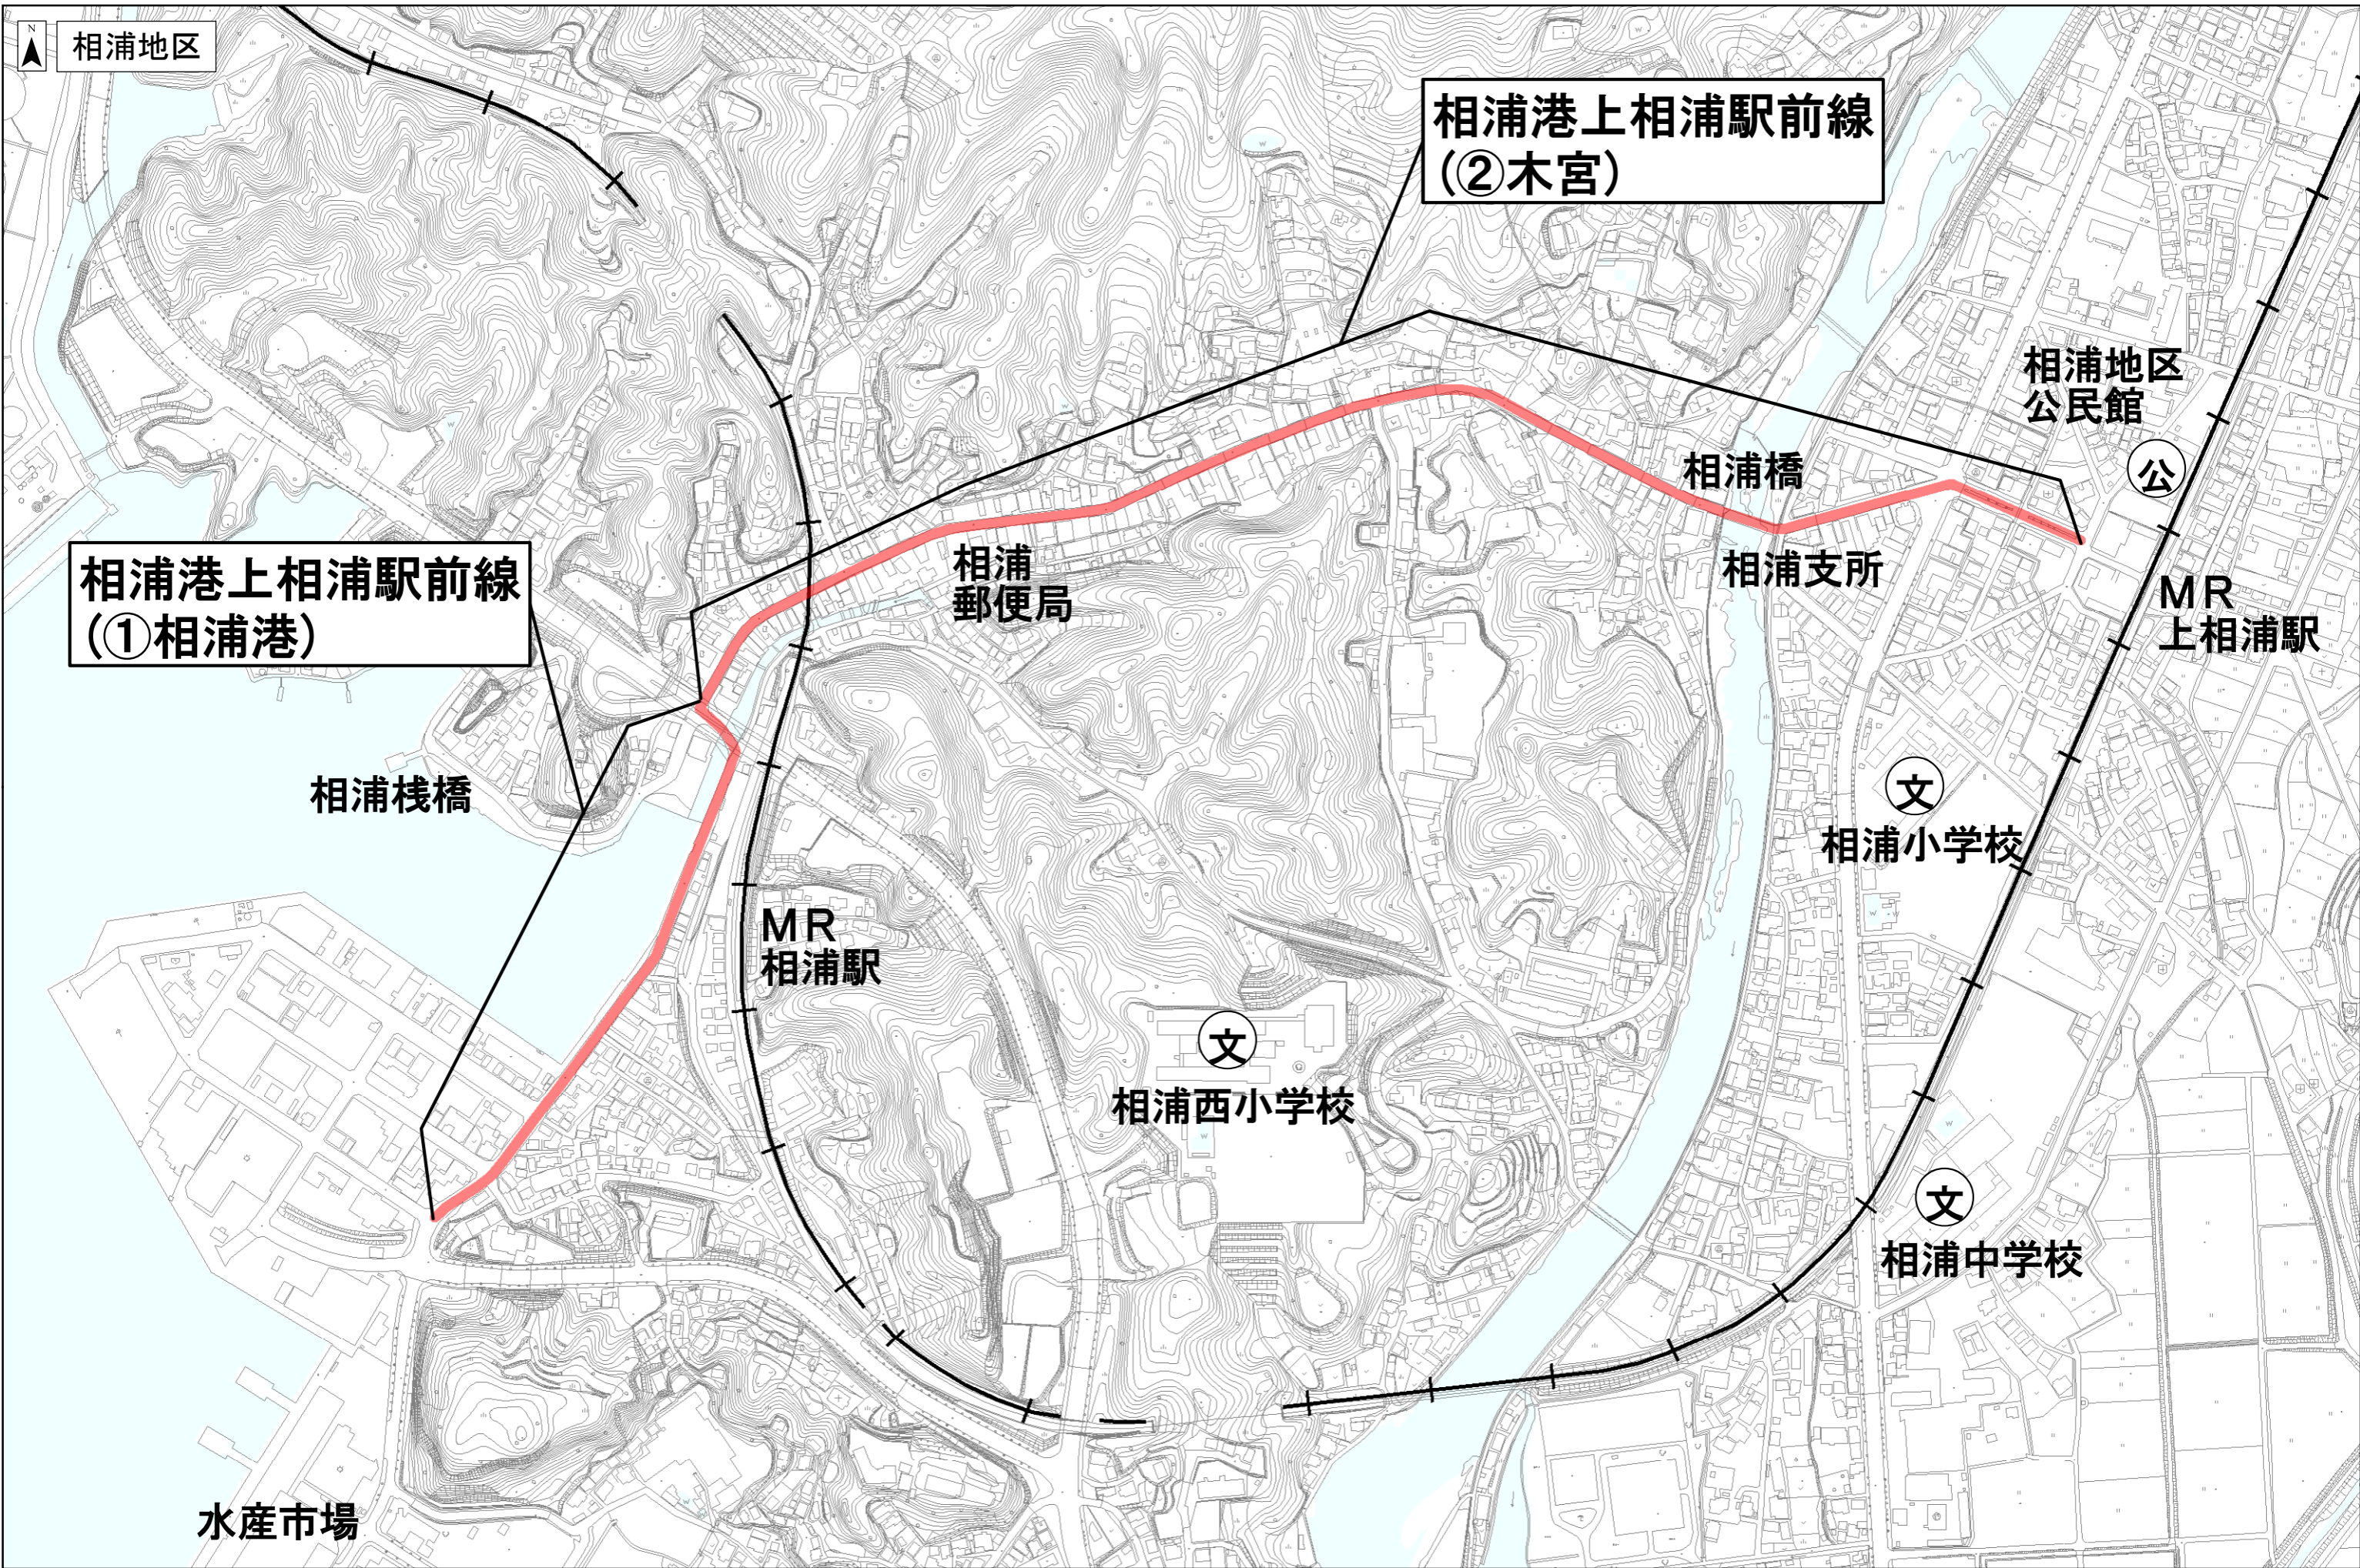 N
相浦地区
相浦港上相浦駅前線
（②木宮）
相浦地区
公民館
公
相浦橋
相浦支所
相浦
郵便局
相浦港上相浦駅前線
（①相浦港）
ＭＲ
上相浦駅
相浦桟橋
文
相浦小学校
ＭＲ
相浦駅
文
相浦西小学校
文
相浦中学校
水産市場